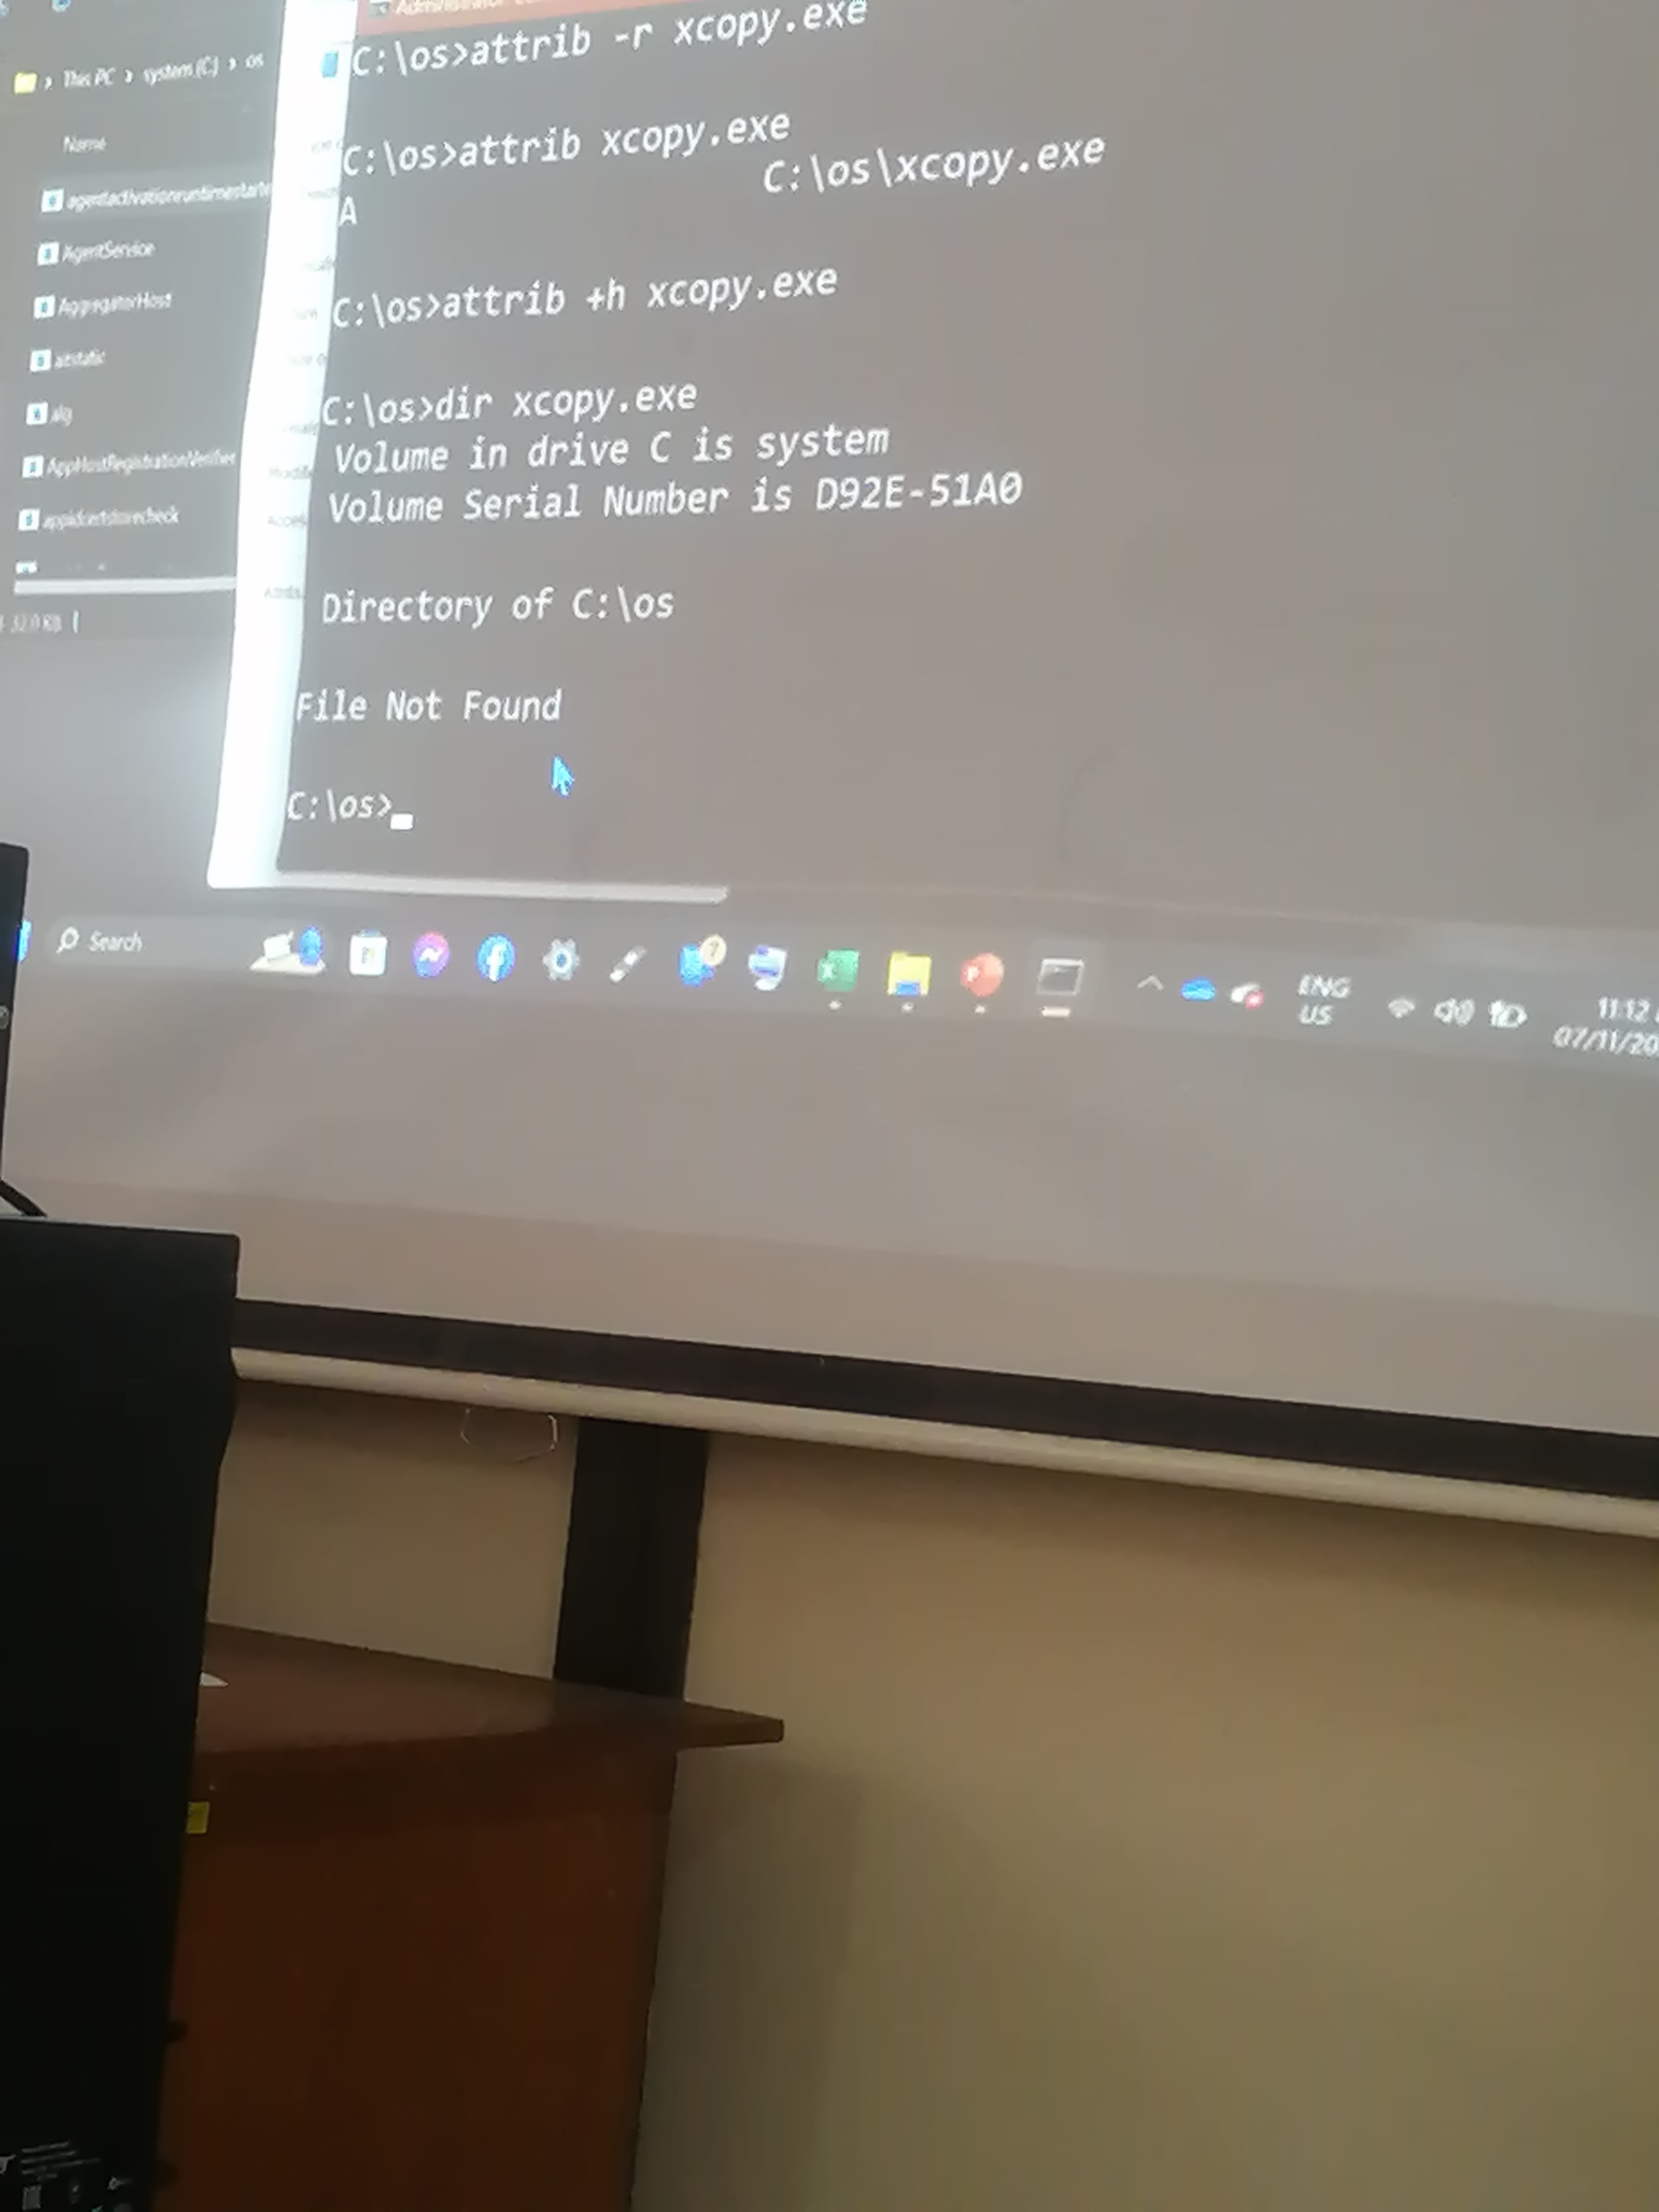 This PC › system (C:) › os
Name
agentactivationruntimestarte
AgentService
AggregatorHost
aitstatic
alg
AppHostRegistrationVerifier
appidcertstorecheck
32.0 KB
Administrator
C:\os>attrib -r xcopy.exe
C:\os>attrib xcopy.exe
A C:\os\xcopy.exe
C:\os>attrib +h xcopy.exe
C:\os>dir xcopy.exe
Volume in drive C is system
Volume Serial Number is D92E-51A0
Directory of C:\os
File Not Found
C:\os>
Search
ENG
US
11:12
07/11/20